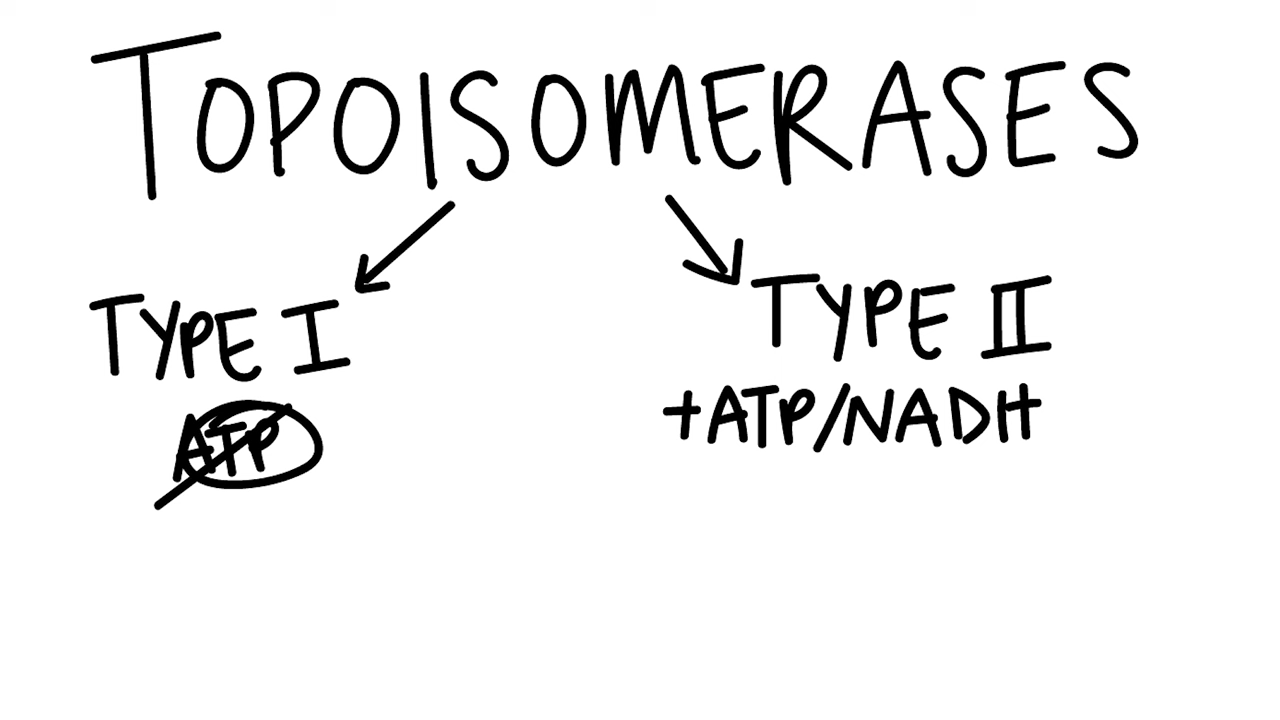 TOPOISOMERASES
TYPE I
TYPE II
ATP
+ATP/NADH